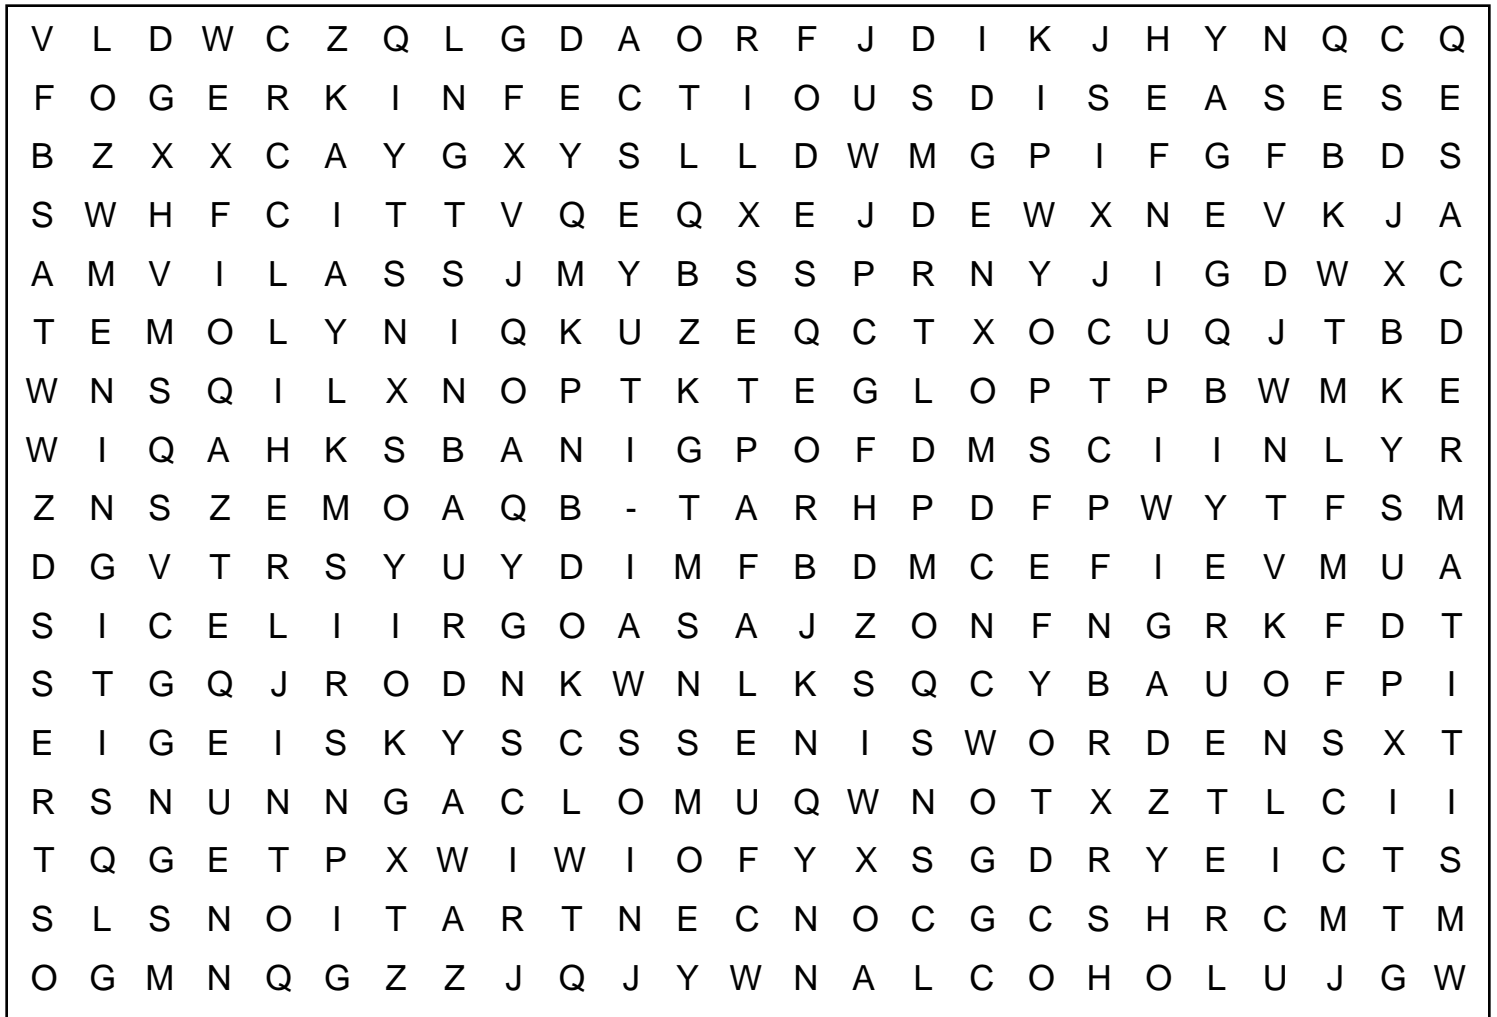 V L D W C Z Q L G D A O R F J D I K J H Y N Q C Q
F O G E R K I N F E C T I O U S D I S E A S E S E
B Z X X C A Y G X Y S L L D W M G P I F G F B D S
S W H F C I T T V Q E Q X E J D E W X N E V K J A
A M V I L A S S J M Y B S S P R N Y J I G D W X C
T E M O L Y N I Q K U Z E Q C T X O C U Q J T B D
W N S Q I L X N O P T K T E G L O P T P B W M K E
W I Q A H K S B A N I G P O F D M S C I I N L Y R
Z N S Z E M O A Q B - T A R H P D F P W Y T F S M
D G V T R S Y U Y D I M F B D M C E F I E V M U A
S I C E L I I R G O A S A J Z O N F N G R K F D T
S T G Q J R O D N K W N L K S Q C Y B A U O F P I
E I G E I S K Y S C S S E N I S W O R D E N S X T
R S N U N N G A C L O M U Q W N O T X Z T L C I I
T Q G E T P X W I W I O F Y X S G D R Y E I C T S
S L S N O I T A R T N E C N O C G C S H R C M T M
O G M N Q G Z Z J Q J Y W N A L C O H O L U J G W